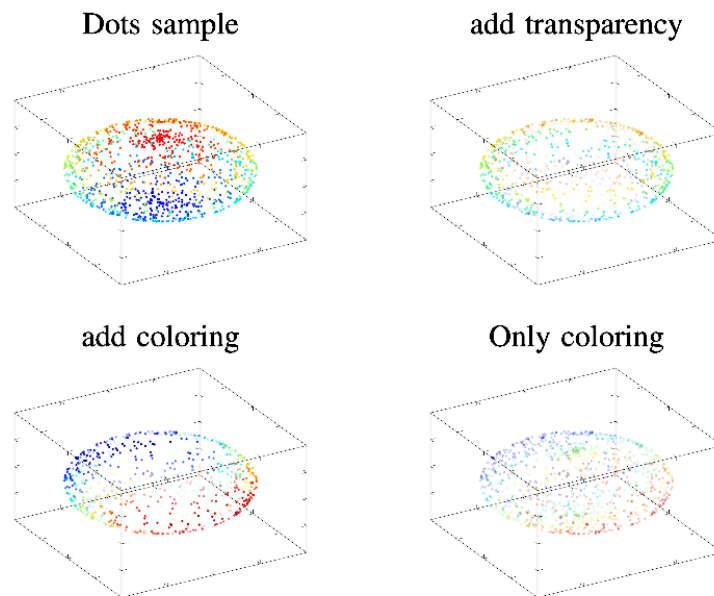 Dots sample
add transparency
add coloring
Only coloring